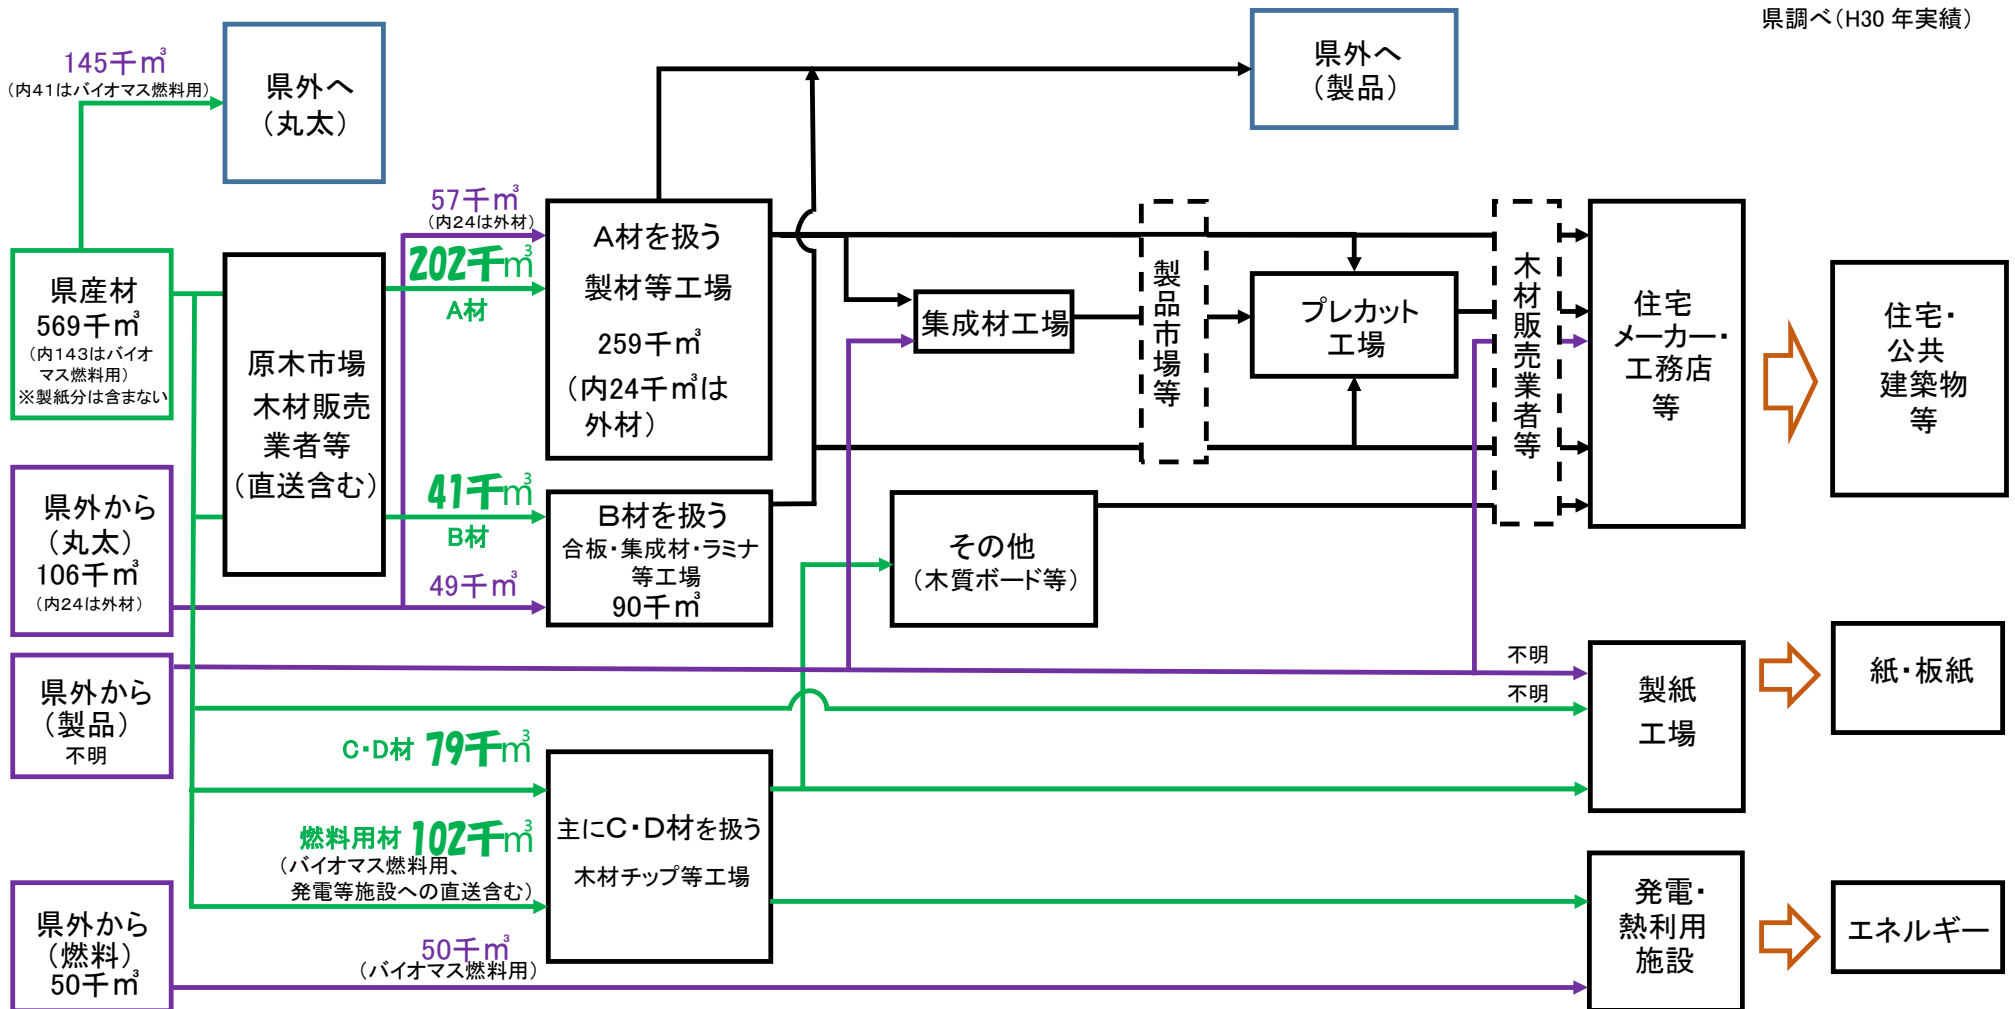 県調べ(H30 年実績)
145千㎥
(内41はバイオマス燃料用)
県外へ
(丸太)
県外へ
(製品)
県産材
569千㎥
(内143はバイオ
マス燃料用)
※製紙分は含まない
原木市場
木材販売
業者等
(直送含む)
57千㎥
(内24は外材)
202千㎥
A材
A材を扱う
製材等工場
259千㎥
(内24千㎥は
外材)
集成材工場
製品市場等
プレカット
工場
木材販売業者等
住宅
メーカー・
工務店
等
住宅・
公共
建築物
等
県外から
(丸太)
106千㎥
(内24は外材)
41千㎥
B材
49千㎥
B材を扱う
合板・集成材・ラミナ
等工場
90千㎥
その他
(木質ボード等)
県外から
(製品)
不明
不明
不明
製紙
工場
紙・板紙
C・D材 79千㎥
燃料用材 102千㎥
(バイオマス燃料用、
発電等施設への直送含む)
主にC・D材を扱う
木材チップ等工場
県外から
(燃料)
50千㎥
50千㎥
(バイオマス燃料用)
発電・
熱利用
施設
エネルギー